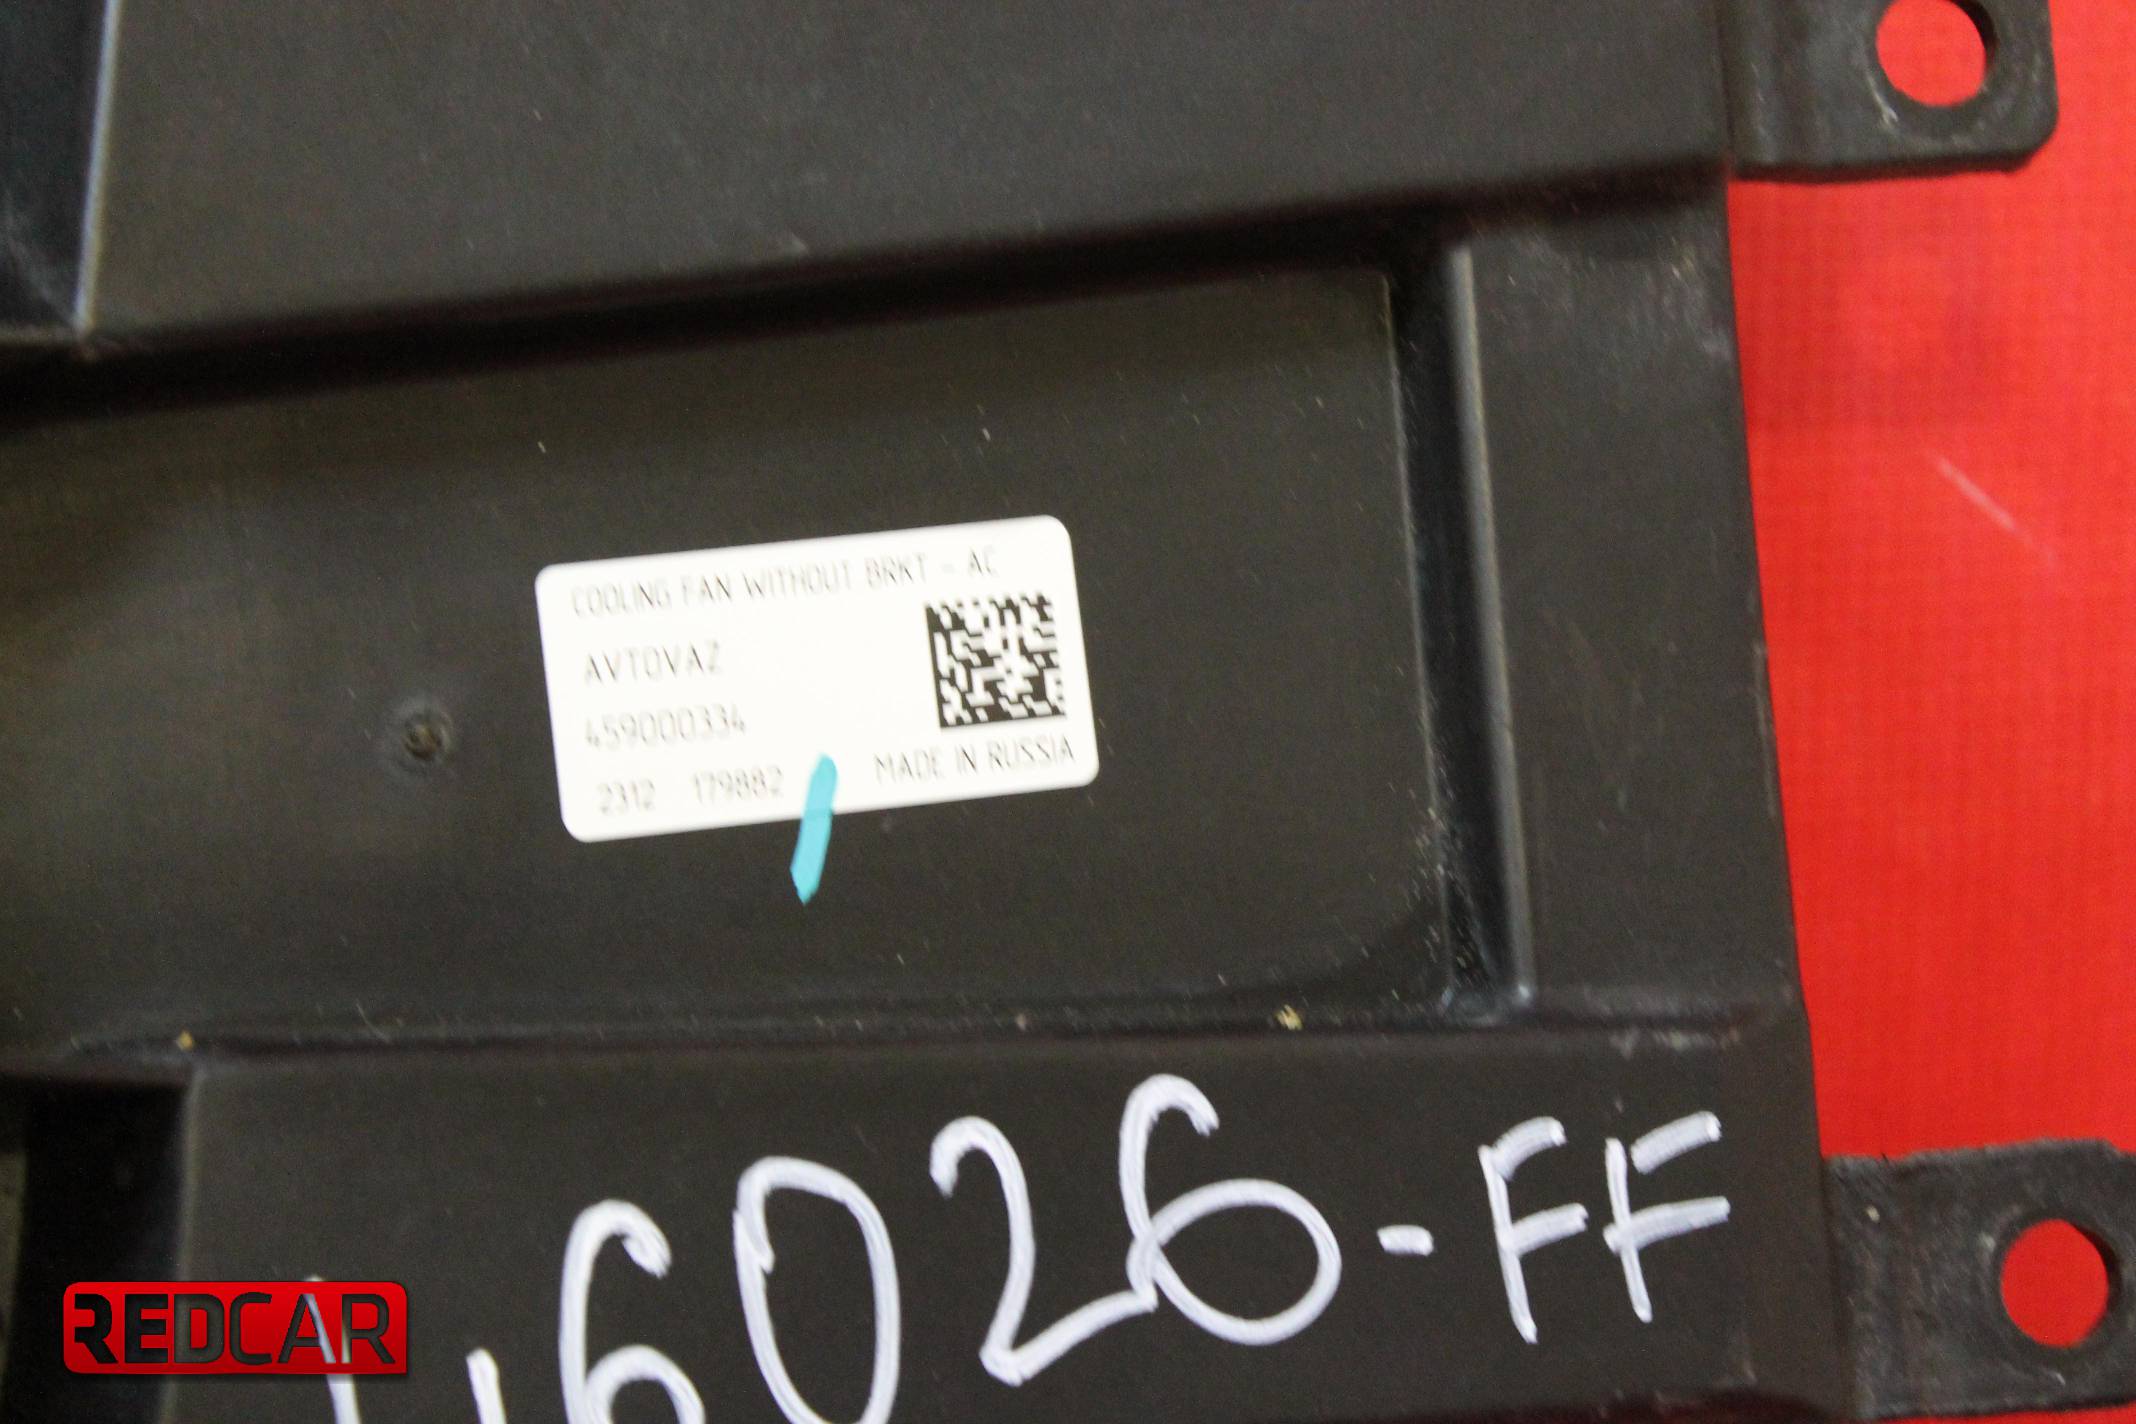 COOLING FAN WITHOUT BRKT - AC
AVTOVAZ
459000334
2312 179882 MADE IN RUSSIA
6026-FF
REDCAR